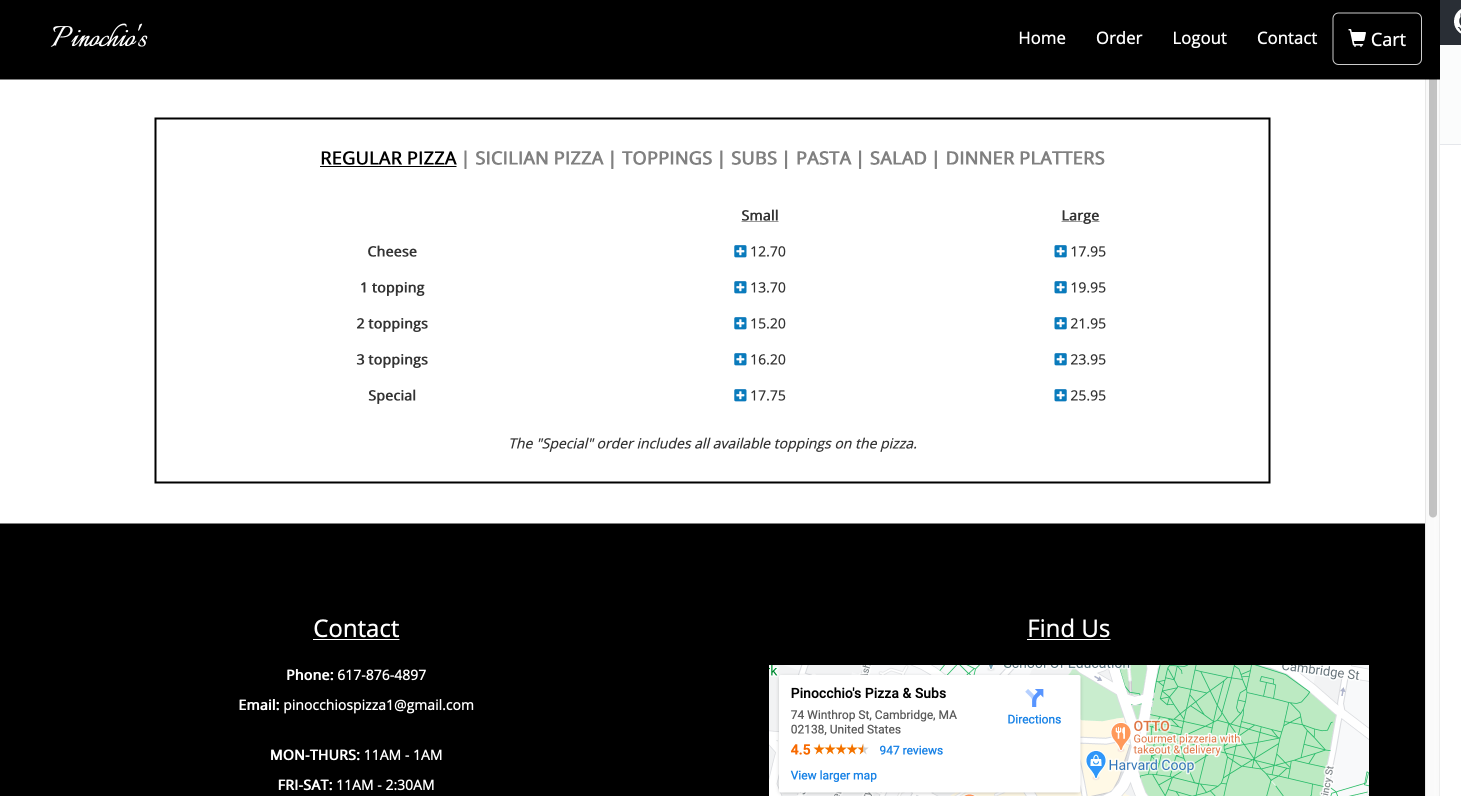 Pinochio's
Home Order Logout Contact Cart
REGULAR PIZZA | SICILIAN PIZZA | TOPPINGS | SUBS | PASTA | SALAD | DINNER PLATTERS
Small Large
Cheese 12.70 17.95
1 topping 13.70 19.95
2 toppings 15.20 21.95
3 toppings 16.20 23.95
Special 17.75 25.95
The "Special" order includes all available toppings on the pizza.
Contact
Phone: 617-876-4897
Email: pinocchiospizza1@gmail.com
MON-THURS: 11AM - 1AM
FRI-SAT: 11AM - 2:30AM
Find Us
School Of Education
Cambridge St
Pinocchio's Pizza & Subs
74 Winthrop St, Cambridge, MA
02138, United States
4.5 947 reviews
View larger map
Directions
OTTO
Gourmet pizzeria with
takeout & delivery
Harvard Coop